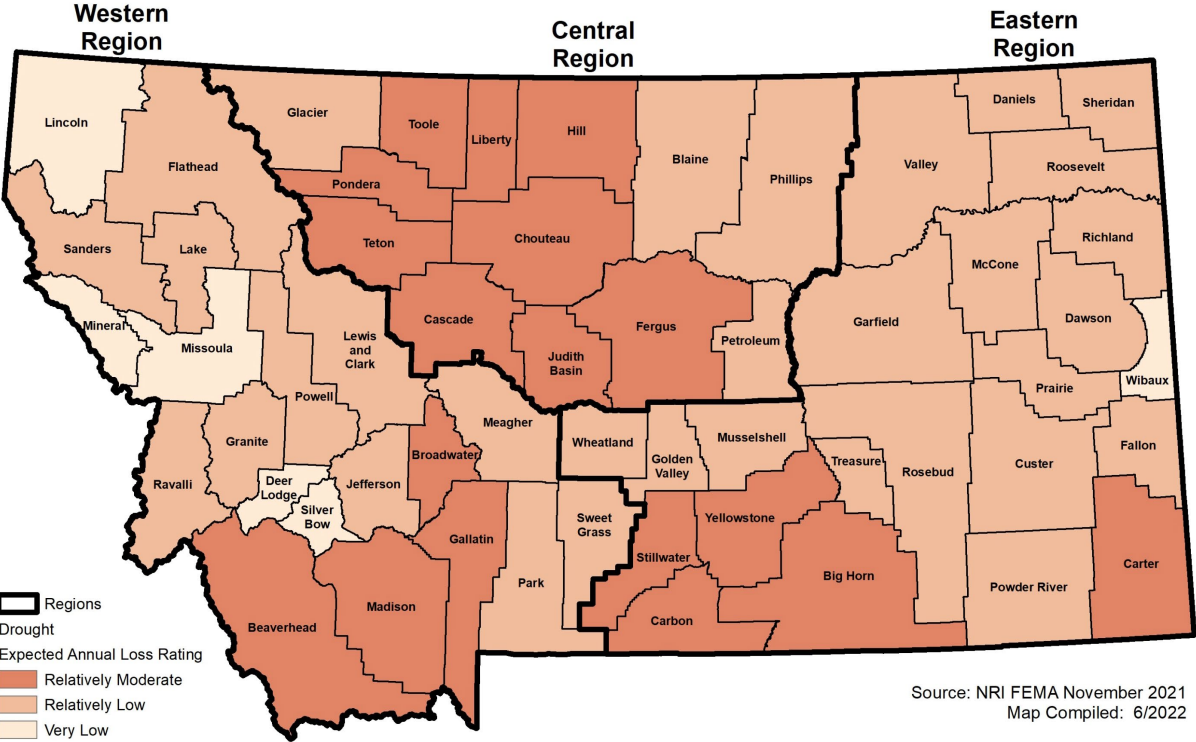 Western
Region
Central
Region
Eastern
Region
Lincoln
Flathead
Glacier
Toole
Liberty
Hill
Blaine
Phillips
Valley
Daniels
Sheridan
Roosevelt
Pondera
Teton
Chouteau
Sanders
Lake
Richland
McCone
Mineral
Missoula
Lewis
and
Clark
Cascade
Judith
Basin
Fergus
Petroleum
Garfield
Dawson
Wibaux
Prairie
Powell
Granite
Ravalli
Meagher
Broadwater
Jefferson
Deer
Lodge
Silver
Bow
Wheatland
Golden
Valley
Musselshell
Treasure
Rosebud
Custer
Fallon
Sweet
Grass
Yellowstone
Stillwater
Gallatin
Park
Madison
Beaverhead
Carbon
Big Horn
Powder River
Carter
Regions
Drought
Expected Annual Loss Rating
Relatively Moderate
Relatively Low
Very Low
Source: NRI FEMA November 2021
Map Compiled: 6/2022